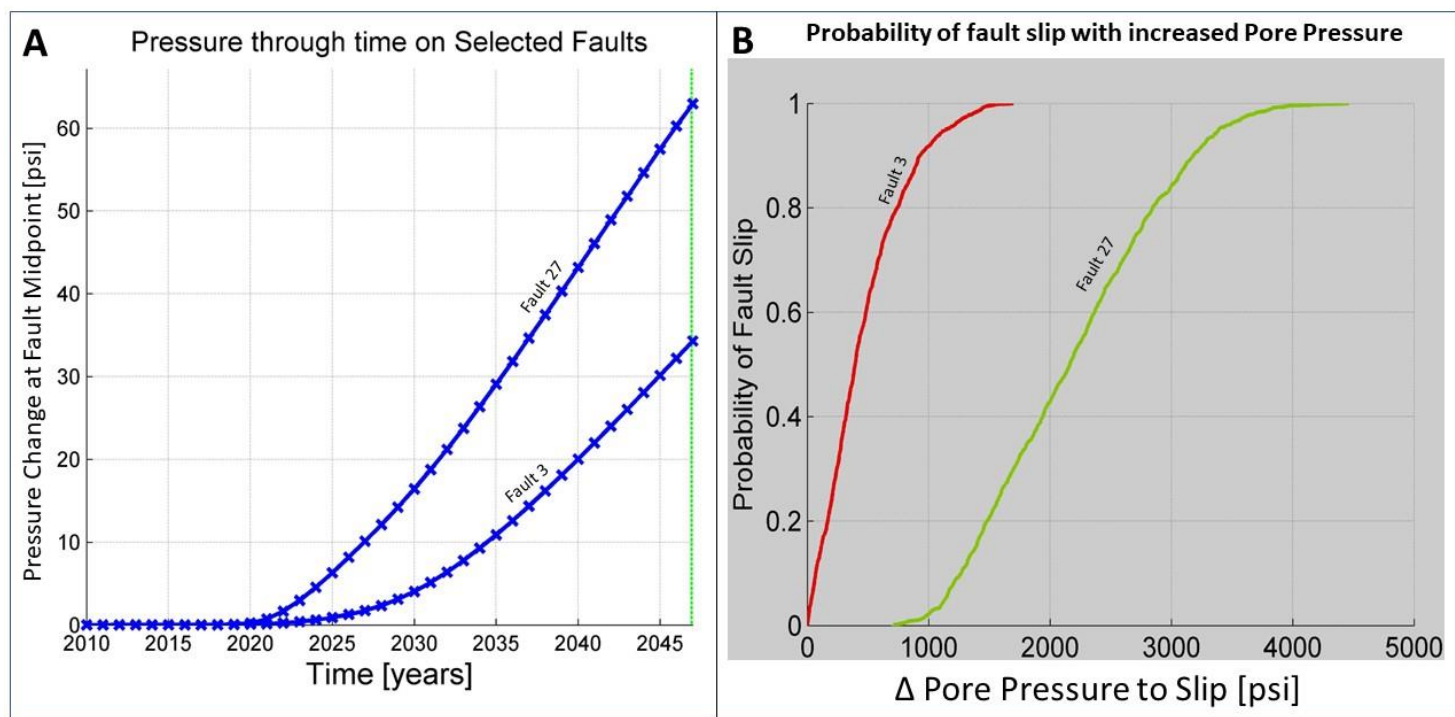 A
Pressure through time on Selected Faults
Pressure Change at Fault Midpoint [psi]
60
50
40
30
20
10
0
Fault 27
Fault 3
2010 2015 2020 2025 2030 2035 2040 2045
Time [years]
B
Probability of fault slip with increased Pore Pressure
Probability of Fault Slip
1
0.8
0.6
0.4
0.2
0
Fault 3
Fault 27
0 1000 2000 3000 4000 5000
Δ Pore Pressure to Slip [psi]